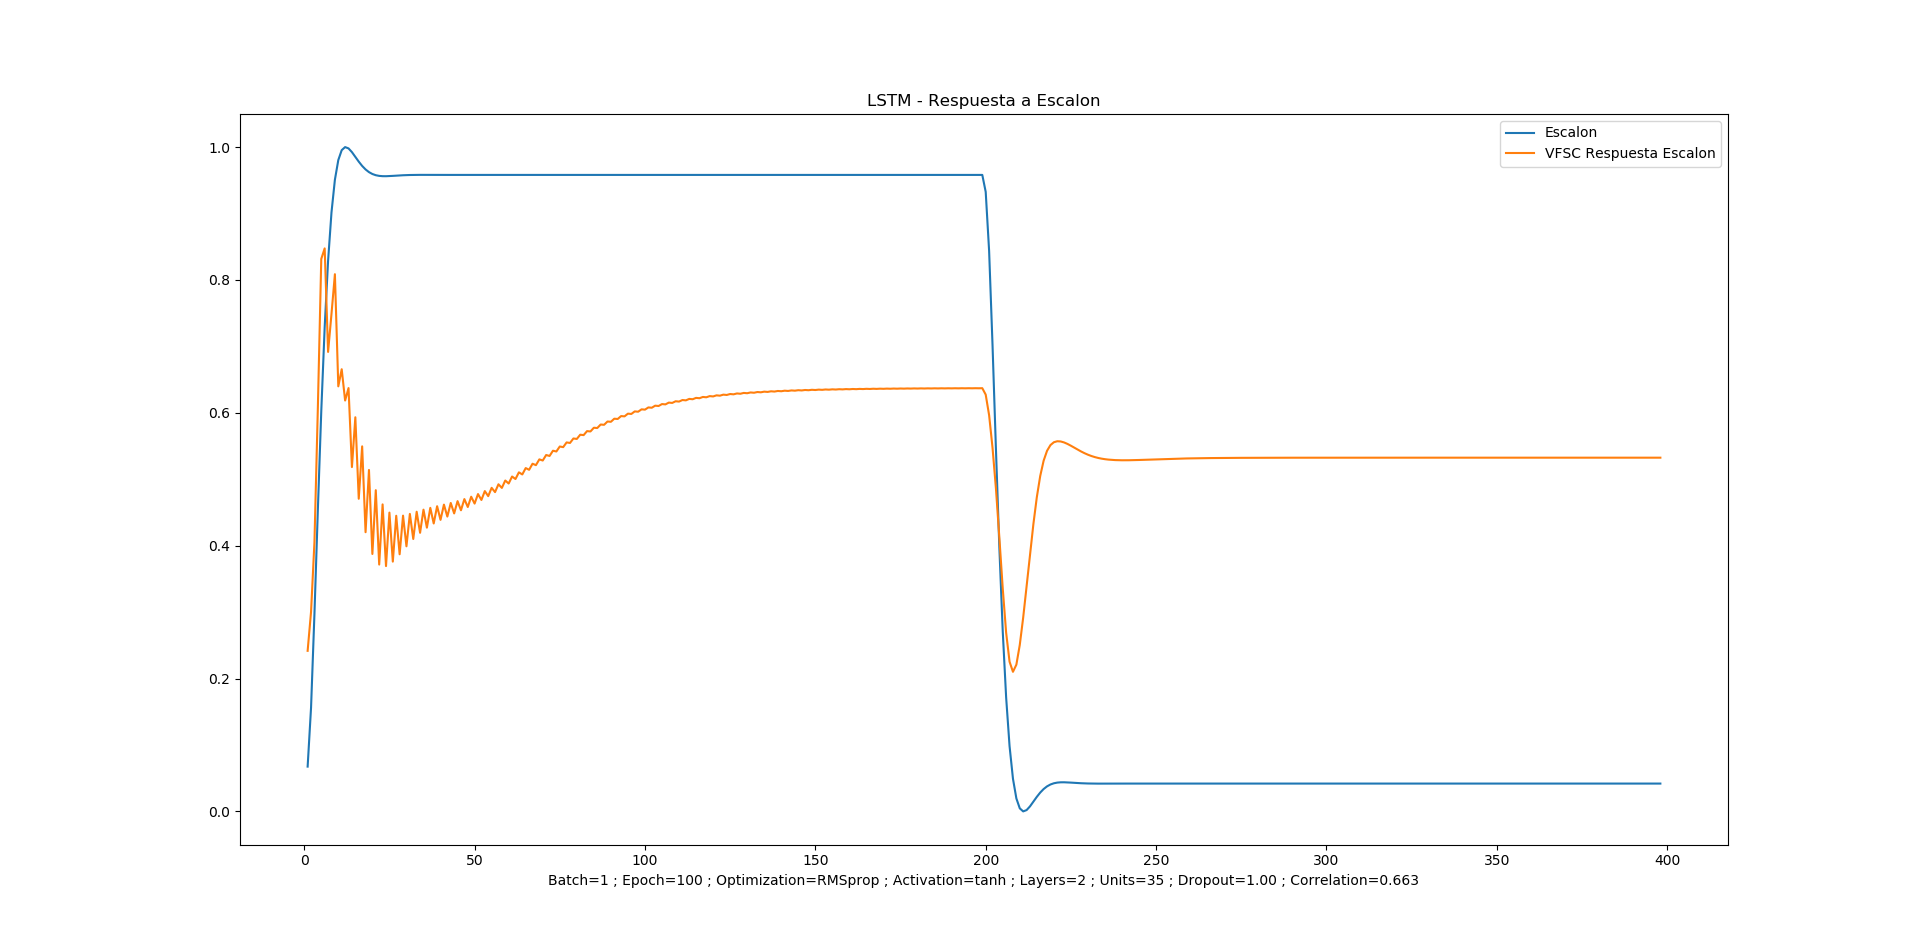 LSTM - Respuesta a Escalon
Escalon
VFSC Respuesta Escalon
1.0
0.8
0.6
0.4
0.2
0.0
0 50 100 150 200 250 300 350 400
Batch=1 ; Epoch=100 ; Optimization=RMSprop ; Activation=tanh ; Layers=2 ; Units=35 ; Dropout=1.00 ; Correlation=0.663